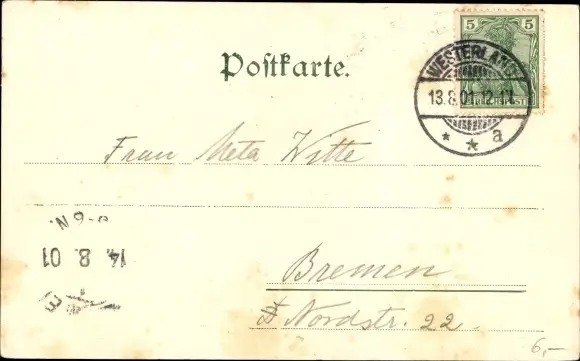 Postkarte.
5 5
REICHSPOST
WESTERLAND
13.8.01.12-1N
* * a
Frau Meta Witte
Bremen
Nordstr. 22.
14. 8. 01
6,–